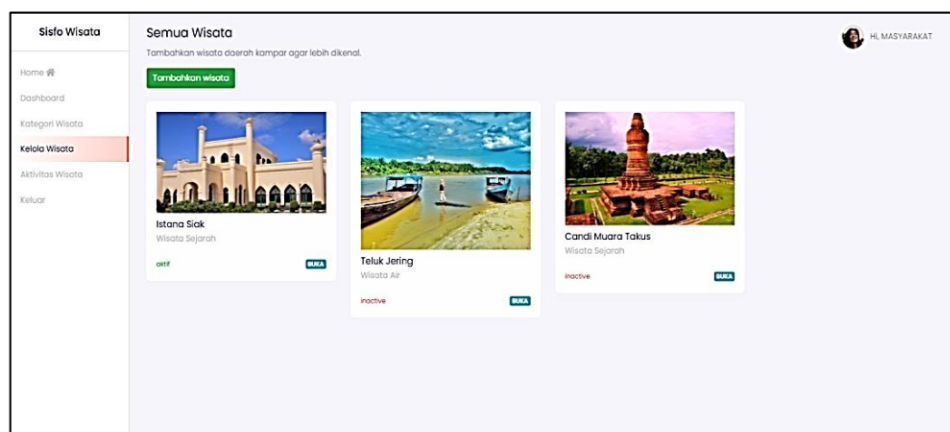 Sisfo Wisata
Home
Dashboard
Kategori Wisata
Kelola Wisata
Aktivitas Wisata
Keluar
Semua Wisata
Tambahkan wisata daerah kampar agar lebih dikenal.
Tambahkan wisata
Hi, MASYARAKAT
Istana Siak
Wisata Sejarah
aktif
BUKA
Teluk Jering
Wisata Air
inactive
BUKA
Candi Muara Takus
Wisata Sejarah
inactive
BUKA